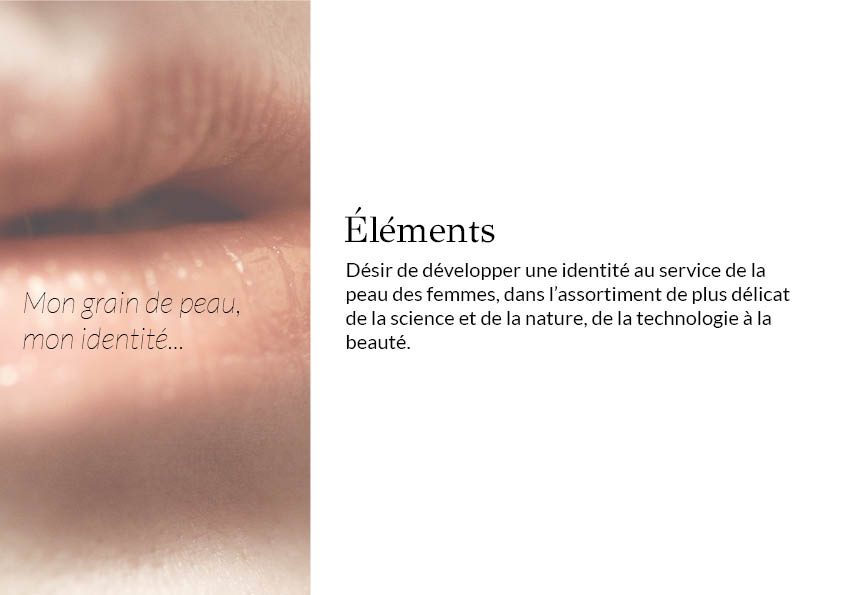 Mon grain de peau,
mon identité...
Éléments
Désir de développer une identité au service de la
peau des femmes, dans l’assortiment de plus délicat
de la science et de la nature, de la technologie à la
beauté.